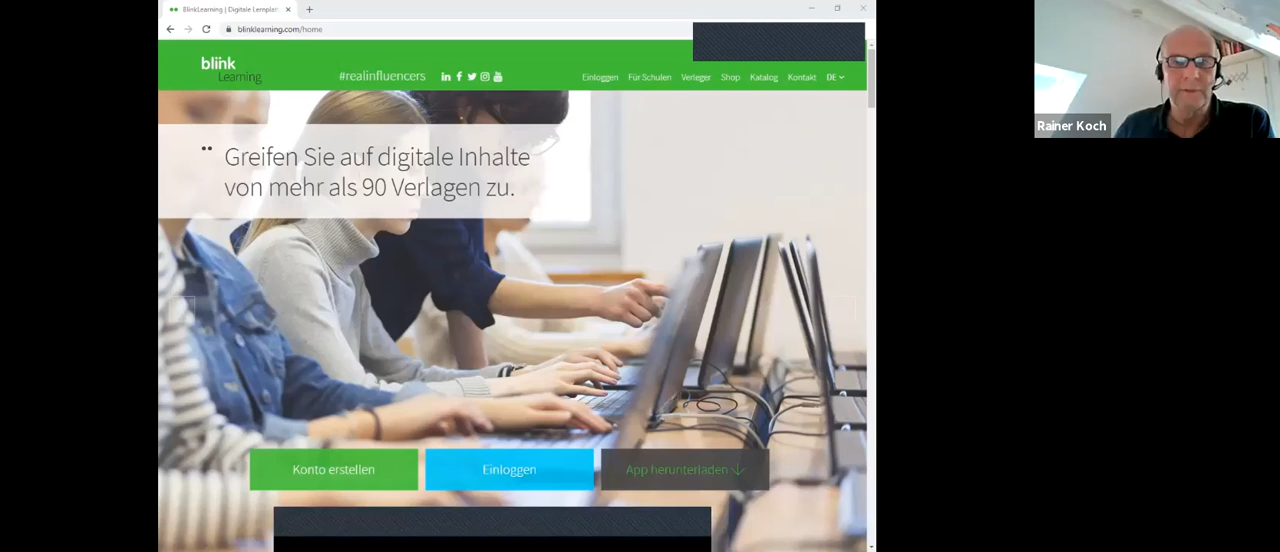 BlinkLearning | Digitale Lernplat
blinklearning.com/home
blink
Learning
#realinfluencers
Einloggen Für Schulen Verleger Shop Katalog Kontakt DE
Greifen Sie auf digitale Inhalte
von mehr als 90 Verlagen zu.
Konto erstellen Einloggen App herunterladen
Rainer Koch